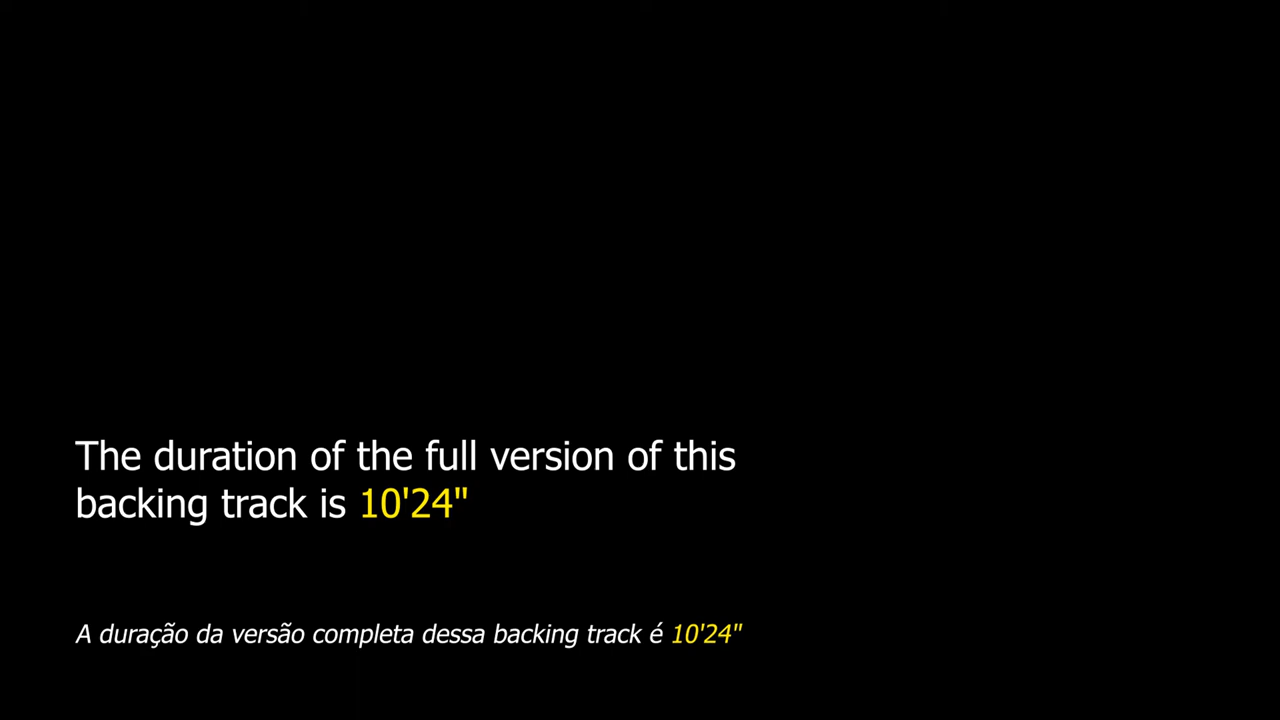 The duration of the full version of this
backing track is 10'24"
A duração da versão completa dessa backing track é 10'24"